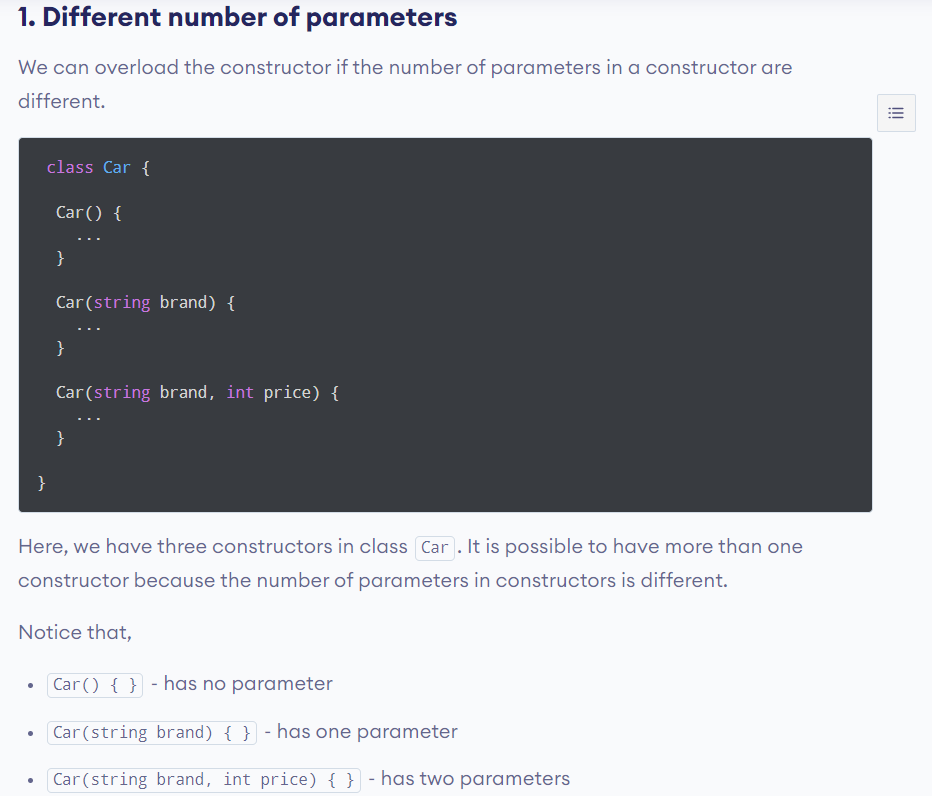 1. Different number of parameters
We can overload the constructor if the number of parameters in a constructor are
different.
class Car {
Car() {
...
}
Car(string brand) {
...
}
Car(string brand, int price) {
...
}
}
Here, we have three constructors in class Car. It is possible to have more than one
constructor because the number of parameters in constructors is different.
Notice that,
• Car() { } - has no parameter
• Car(string brand) { } - has one parameter
• Car(string brand, int price) { } - has two parameters